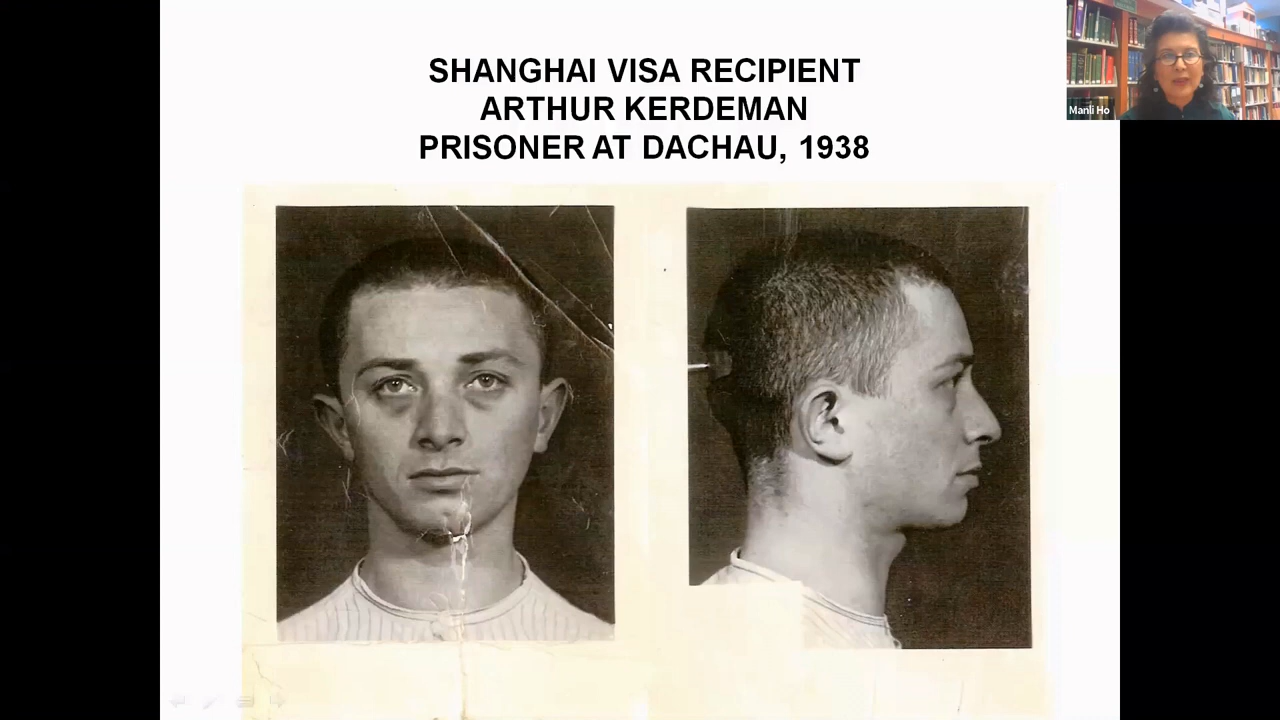 SHANGHAI VISA RECIPIENT
ARTHUR KERDEMAN
PRISONER AT DACHAU, 1938
Manli Ho